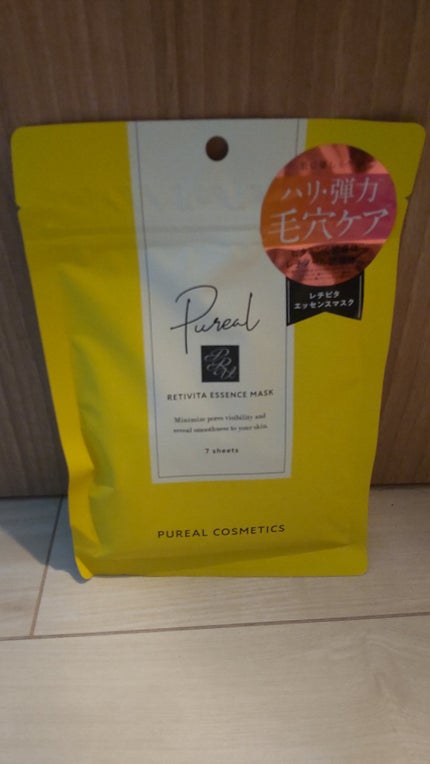 ハリ・弾力
毛穴ケア
レチビタ
エッセンスマスク
Pureal
RETIVITA ESSENCE MASK
Minimize pores visibility and
reveal smoothness to your skin.
7 sheets
PUREAL COSMETICS